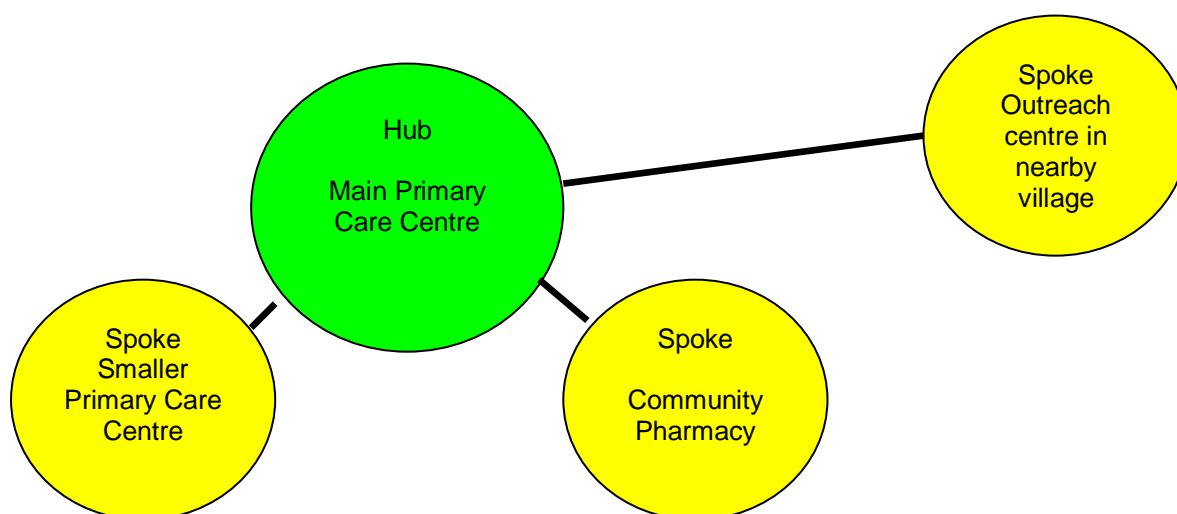 Hub
Main Primary
Care Centre
Spoke
Outreach
centre in
nearby
village
Spoke
Smaller
Primary Care
Centre
Spoke
Community
Pharmacy